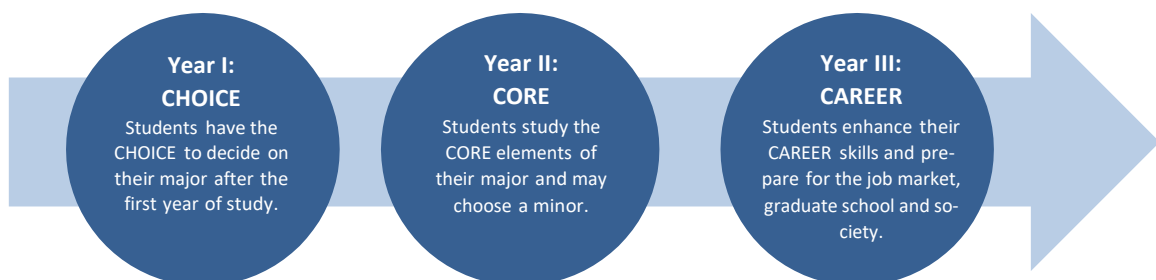 Year I:
CHOICE
Students have the
CHOICE to decide on
their major after the
first year of study.
Year II:
CORE
Students study the
CORE elements of
their major and may
choose a minor.
Year III:
CAREER
Students enhance their
CAREER skills and pre-
pare for the job market,
graduate school and so-
ciety.